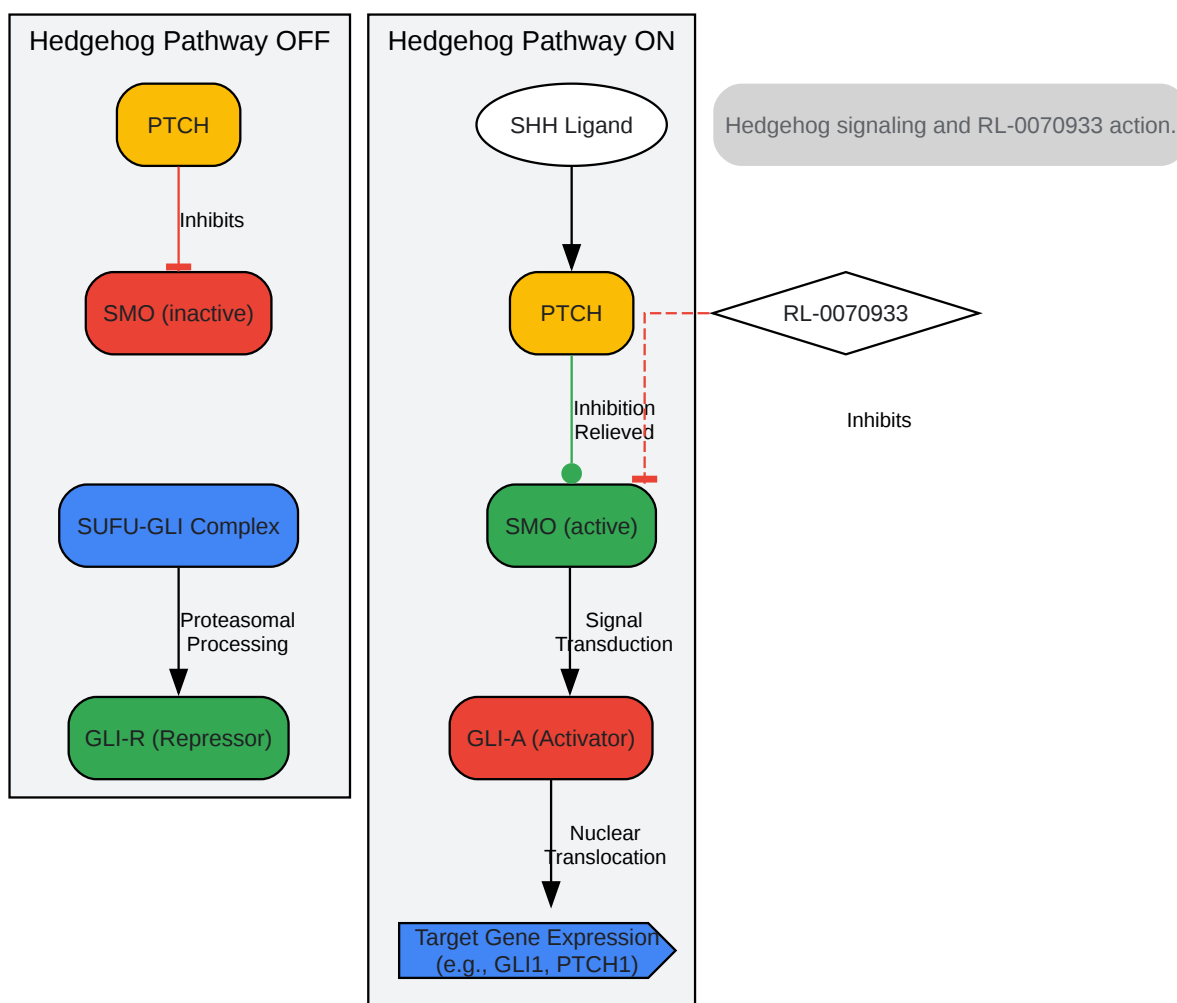 Hedgehog Pathway OFF
PTCH
Inhibits
SMO (inactive)
SUFU-GLI Complex
Proteasomal
Processing
GLI-R (Repressor)
Hedgehog Pathway ON
SHH Ligand
PTCH
Inhibition
Relieved
SMO (active)
Signal
Transduction
GLI-A (Activator)
Nuclear
Translocation
Target Gene Expression
(e.g., GLI1, PTCH1)
Hedgehog signaling and RL-0070933 action.
RL-0070933
Inhibits